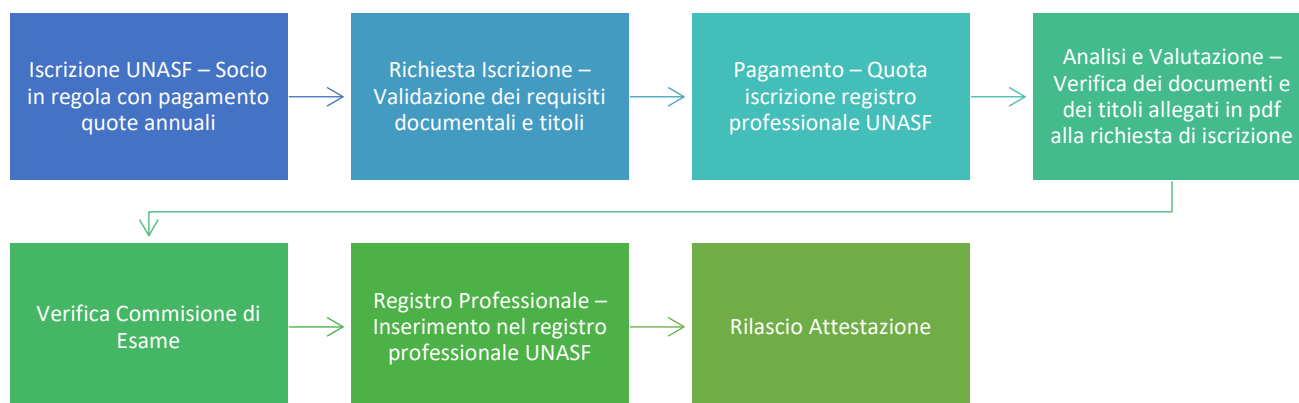 Iscrizione UNASF – Socio
in regola con pagamento
quote annuali
Richiesta Iscrizione –
Validazione dei requisiti
documentali e titoli
Pagamento – Quota
iscrizione registro
professionale UNASF
Analisi e Valutazione –
Verifica dei documenti e
dei titoli allegati in pdf
alla richiesta di iscrizione
Verifica Commisione di
Esame
Registro Professionale –
Inserimento nel registro
professionale UNASF
Rilascio Attestazione